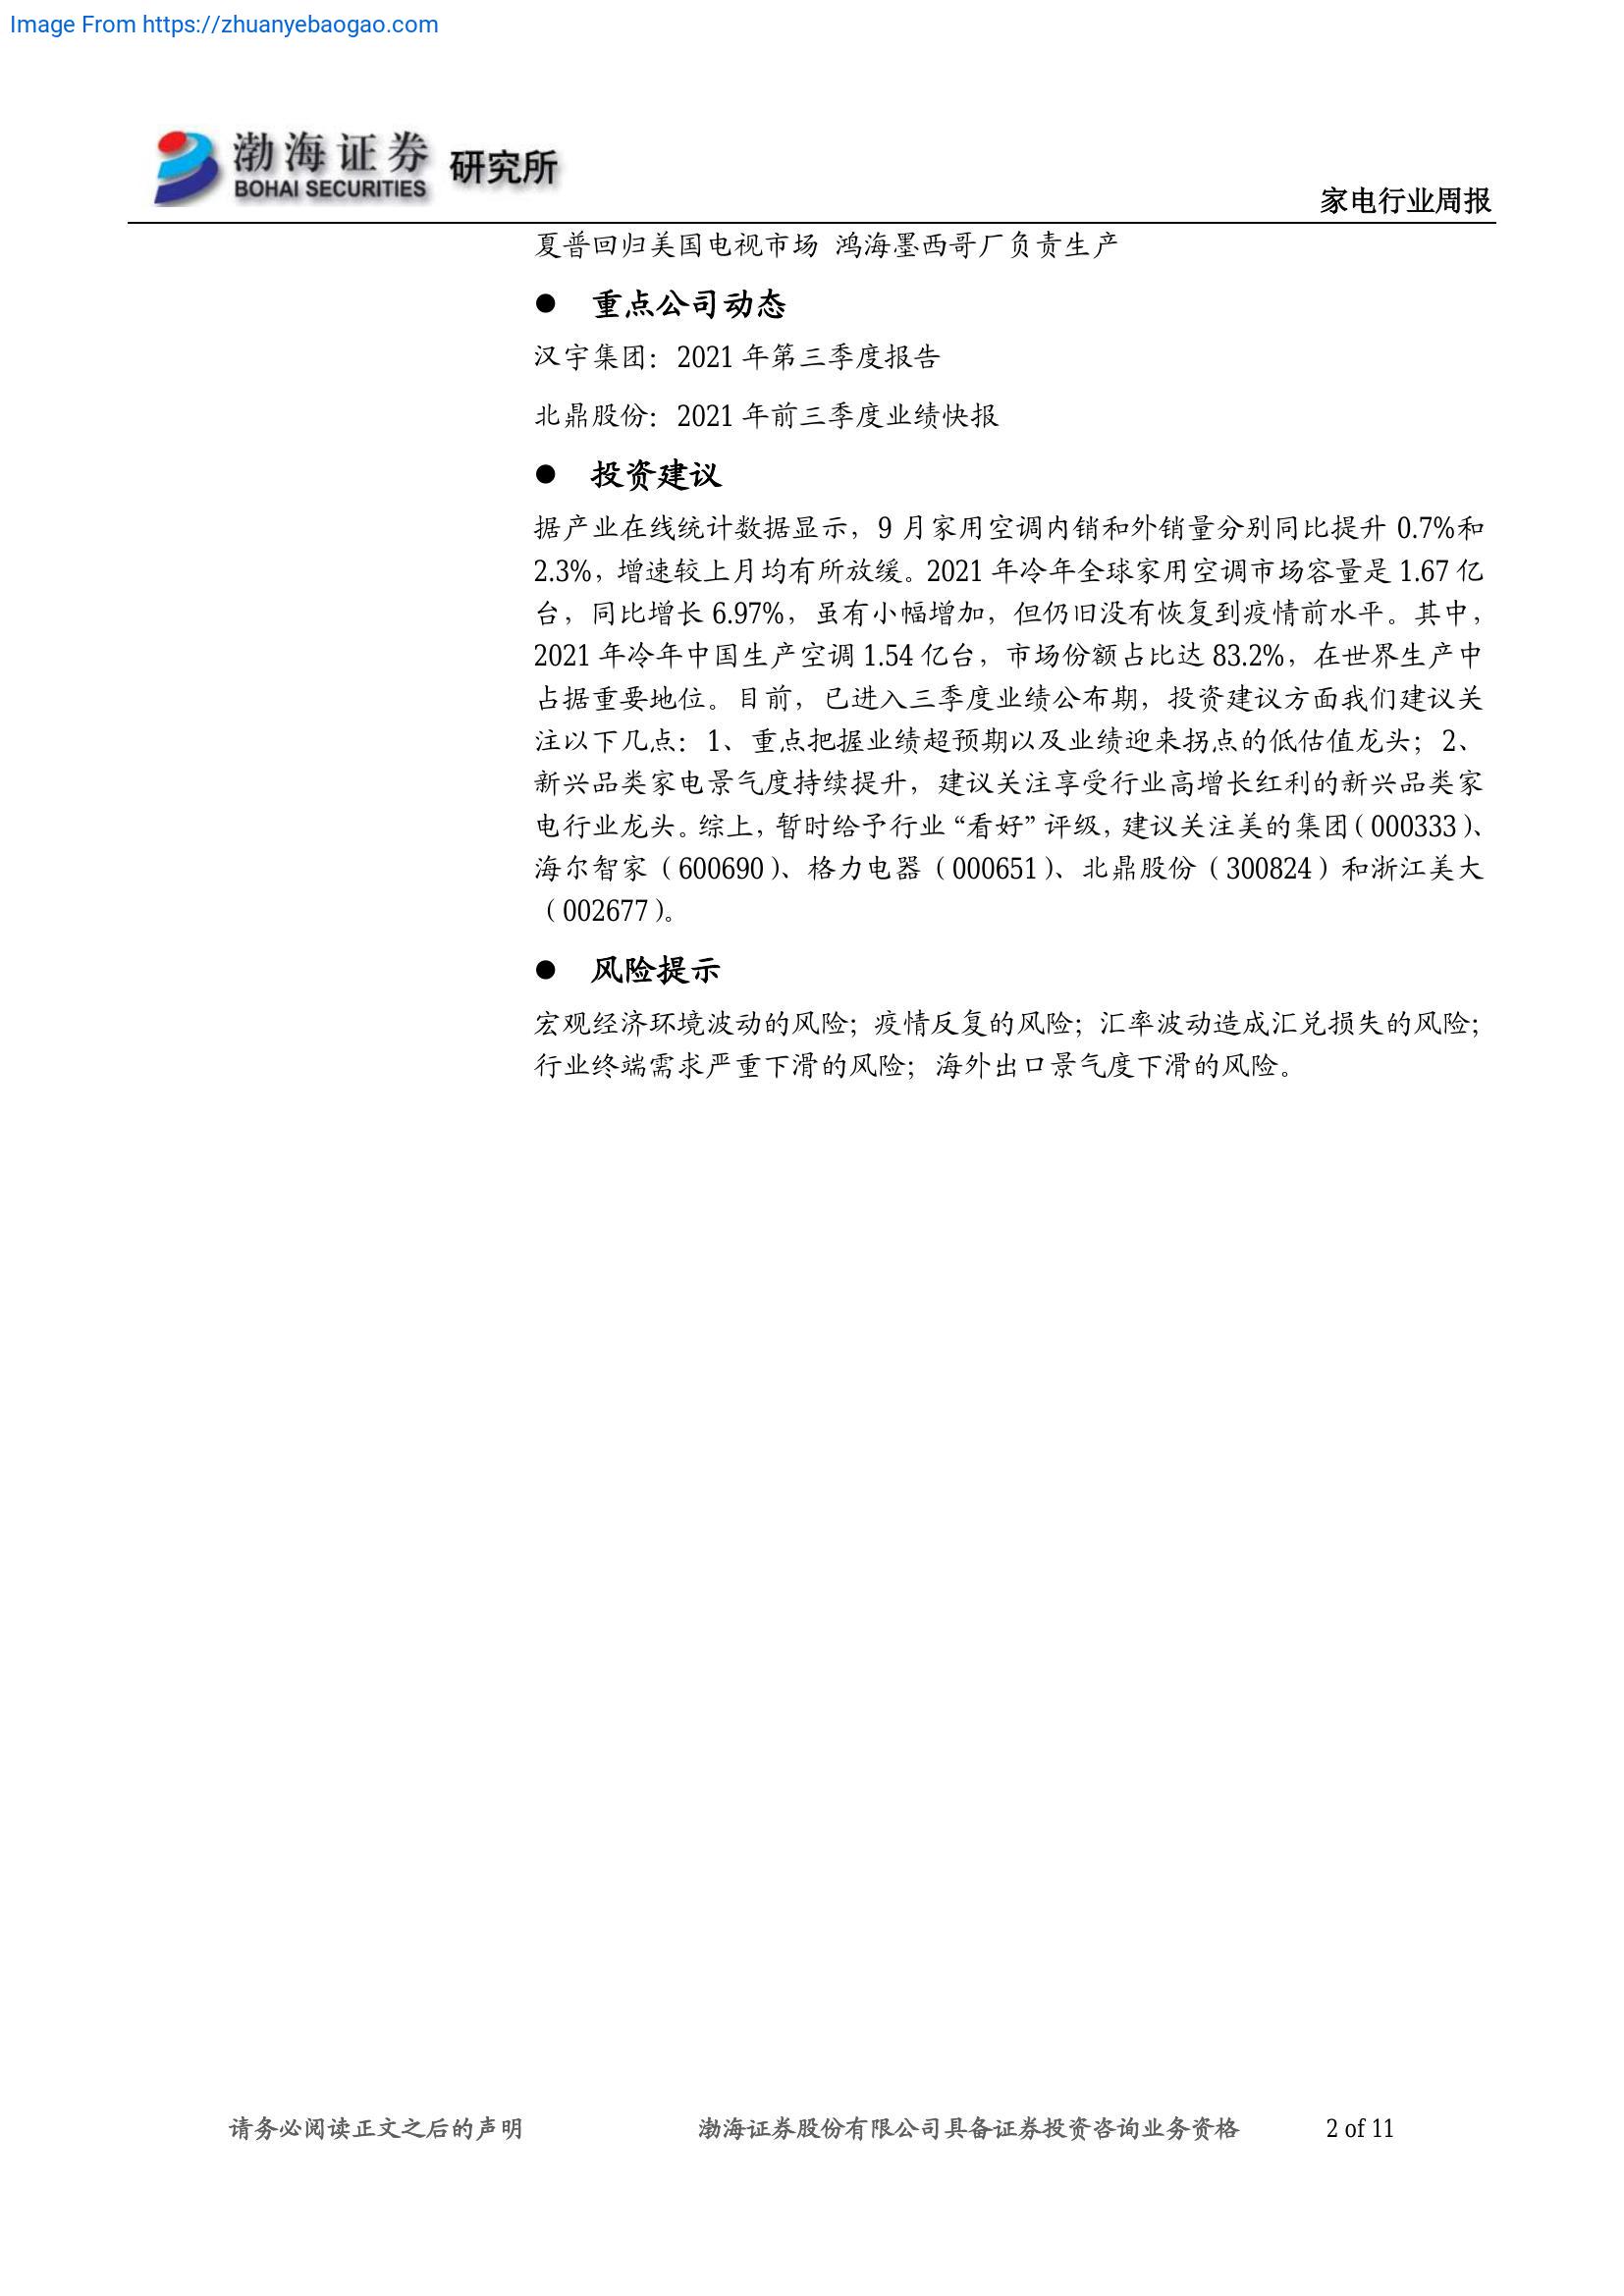 Image From https://zhuanyebaogao.com
渤海证券
BOHAI SECURITIES
研究所
家电行业周报
夏普回归美国电视市场 鸿海墨西哥厂负责生产
● 重点公司动态
汉宇集团：2021 年第三季度报告
北鼎股份：2021 年前三季度业绩快报
● 投资建议
据产业在线统计数据显示，9 月家用空调内销和外销量分别同比提升 0.7%和
2.3%，增速较上月均有所放缓。2021 年冷年全球家用空调市场容量是 1.67 亿
台，同比增长 6.97%，虽有小幅增加，但仍旧没有恢复到疫情前水平。其中，
2021 年冷年中国生产空调 1.54 亿台，市场份额占比达 83.2%，在世界生产中
占据重要地位。目前，已进入三季度业绩公布期，投资建议方面我们建议关
注以下几点：1、重点把握业绩超预期以及业绩迎来拐点的低估值龙头；2、
新兴品类家电景气度持续提升，建议关注享受行业高增长红利的新兴品类家
电行业龙头。综上，暂时给予行业“看好”评级，建议关注美的集团（000333）、
海尔智家（600690）、格力电器（000651）、北鼎股份（300824）和浙江美大
（002677）。
● 风险提示
宏观经济环境波动的风险；疫情反复的风险；汇率波动造成汇兑损失的风险；
行业终端需求严重下滑的风险；海外出口景气度下滑的风险。
请务必阅读正文之后的声明 渤海证券股份有限公司具备证券投资咨询业务资格 2 of 11